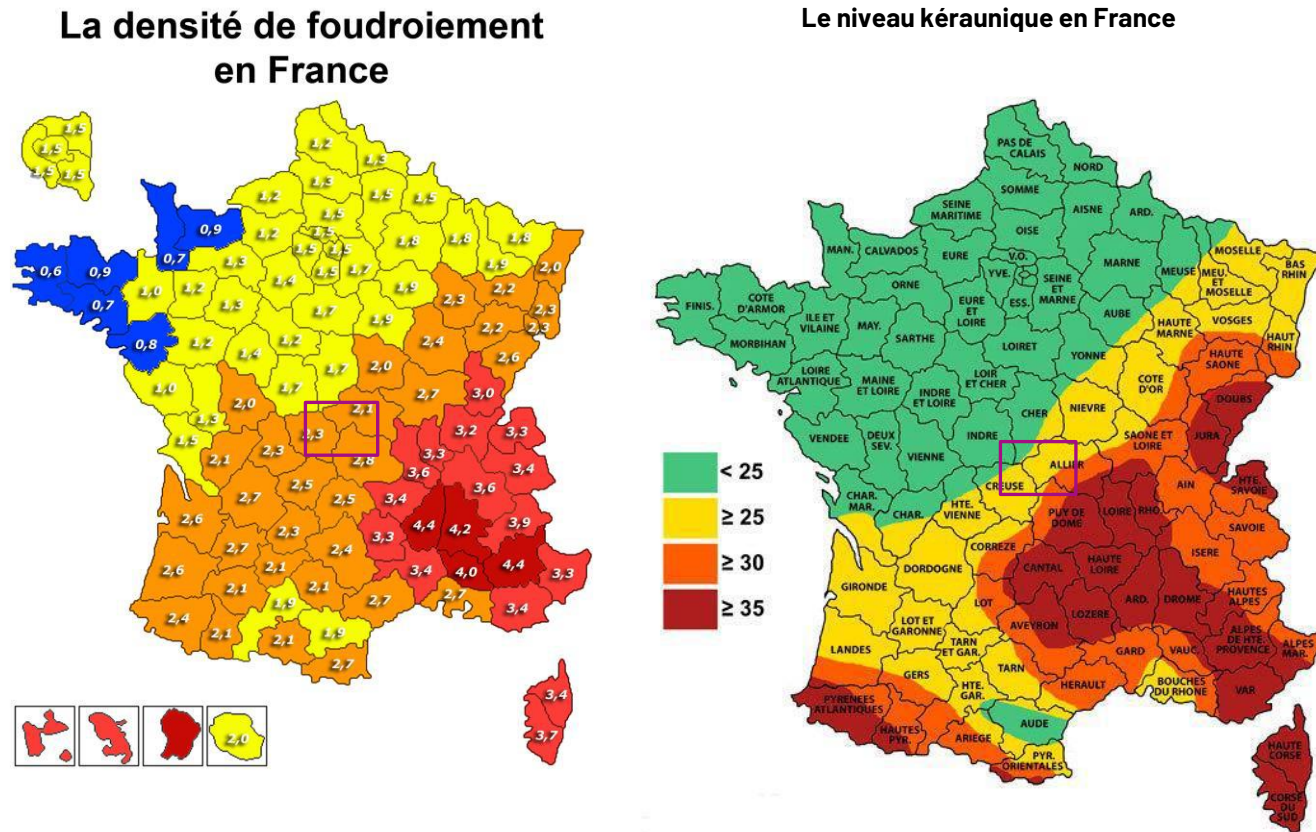 La densité de foudroiement
en France
1,5
1,5
1,5 1,5
1,2
1,3
1,2
1,3
1,5
1,5
0,9
1,2
1,5
1,5
1,5
1,5
1,8
1,8
1,8
0,7
1,3
1,4
1,5
1,7
1,9
2,0
0,6
0,9
0,7
1,0
1,2
1,3
1,7
1,9
2,3
2,2
2,3
2,3
0,8
1,2
1,4
1,2
1,7
2,4
2,2
2,6
1,0
2,0
1,7
2,0
2,7
3,0
1,3
1,5
2,1
2,3
2,3
2,1
2,8
3,2
3,3
3,3
3,6
3,4
2,7
2,5
2,5
3,4
3,6
2,6
2,7
2,3
2,4
3,3
4,4
4,2
3,9
2,6
2,1
2,1
2,1
3,4
4,0
4,4
3,3
2,4
2,1
1,9
2,1
1,9
2,7
2,7
3,4
2,7
3,4
3,7
2,0
Le niveau kéraunique en France
PAS DE
CALAIS
NORD
SOMME
SEINE
MARITIME
AISNE
ARD.
OISE
MAN.
CALVADOS
EURE
V.O.
YVE.
ESS.
SEINE
ET
MARNE
MARNE
MEUSE
MOSELLE
MEU.
ET
MOSELLE
BAS
RHIN
FINIS.
COTE
D'ARMOR
ORNE
EURE
ET
LOIRE
AUBE
HAUTE
MARNE
VOSGES
HAUT
RHIN
MORBIHAN
ILE ET
VILAINE
MAY.
SARTHE
LOIRET
YONNE
HAUTE
SAONE
LOIRE
ATLANTIQUE
MAINE
ET LOIRE
INDRE
ET LOIRE
LOIR
ET CHER
CHER
NIEVRE
COTE
D'OR
DOUBS
VENDEE
DEUX
SEV.
VIENNE
INDRE
ALLIER
SAONE ET
LOIRE
JURA
CHAR.
MAR.
CHAR.
HTE.
VIENNE
CREUSE
PUY DE
DOME
LOIRE
RHO.
AIN
HTE.
SAVOIE
SAVOIE
GIRONDE
DORDOGNE
CORREZE
CANTAL
HAUTE
LOIRE
ISERE
LANDES
LOT ET
GARONNE
LOT
AVEYRON
LOZERE
ARD.
DROME
HAUTES
ALPES
GERS
TARN
ET GAR.
TARN
GARD
VAUC.
ALPES
DE HTE.
PROVENCE
ALPES
MAR.
PYRENEES
ATLANTIQUES
HAUTES
PYR.
HTE.
GAR.
HERAULT
BOUCHES
DU RHONE
VAR
ARIEGE
AUDE
PYR.
ORIENTALES
HAUTE
CORSE
CORSE
DU
SUD
< 25
≥ 25
≥ 30
≥ 35